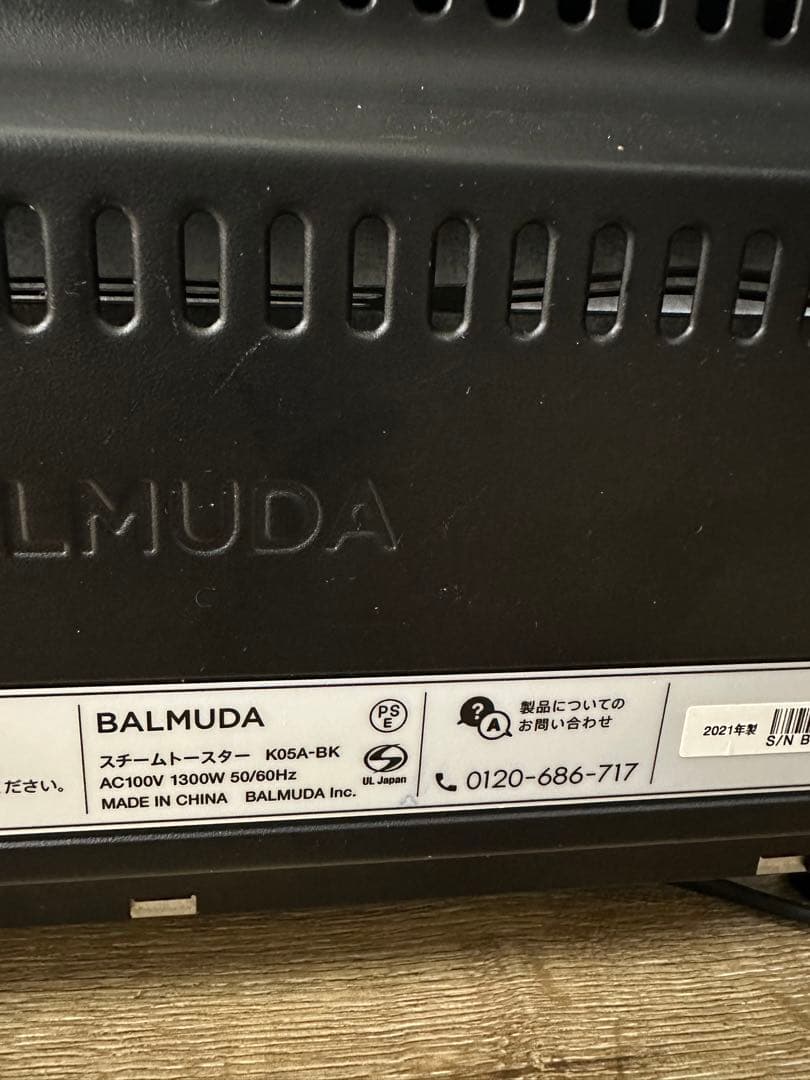 ALMUDA
ださい。
BALMUDA
スチームトースター K05A-BK
AC100V 1300W 50/60Hz
MADE IN CHINA BALMUDA Inc.
PS
E
S
UL Japan
?
A
製品についての
お問い合わせ
0120-686-717
2021年製
S/N B